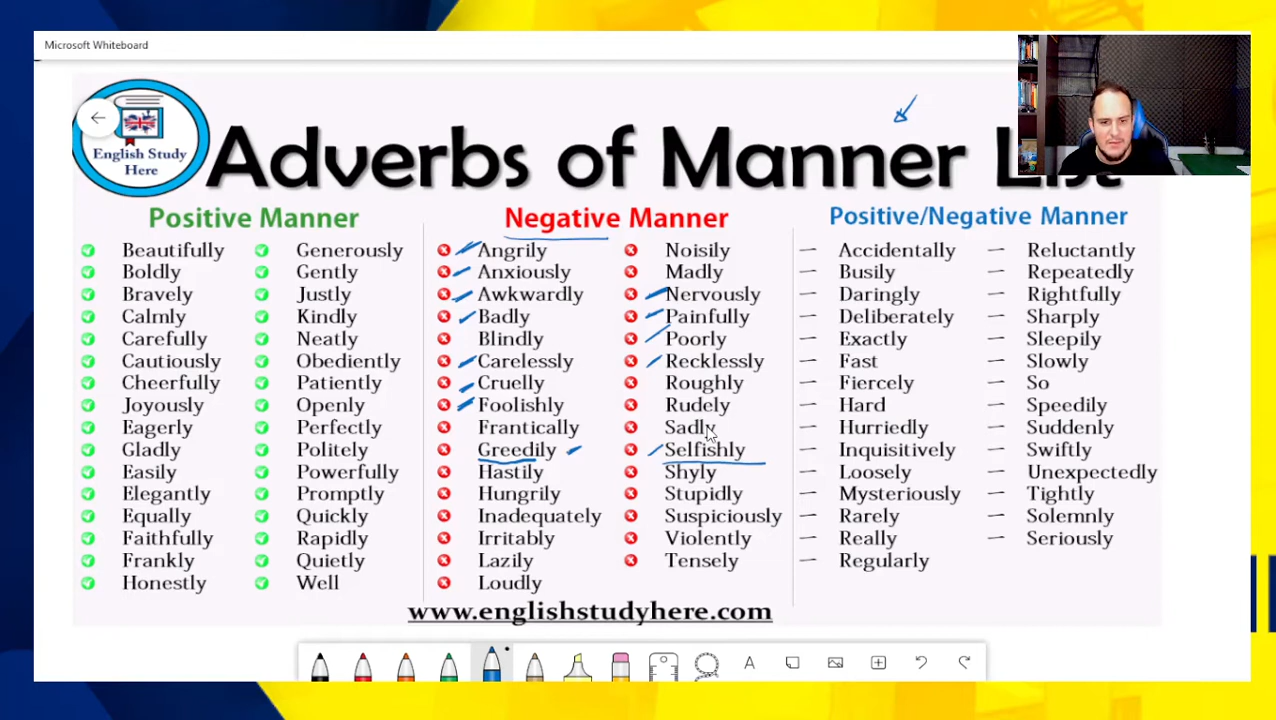 Microsoft Whiteboard
English Study
Here
Adverbs of Manner List
Positive Manner
Beautifully Generously
Boldly Gently
Bravely Justly
Calmly Kindly
Carefully Neatly
Cautiously Obediently
Cheerfully Patiently
Joyously Openly
Eagerly Perfectly
Gladly Politely
Easily Powerfully
Elegantly Promptly
Equally Quickly
Faithfully Rapidly
Frankly Quietly
Honestly Well
Negative Manner
Angrily Noisily
Anxiously Madly
Awkwardly Nervously
Badly Painfully
Blindly Poorly
Carelessly Recklessly
Cruelly Roughly
Foolishly Rudely
Frantically Sadly
Greedily Selfishly
Hastily Shyly
Hungrily Stupidly
Inadequately Suspiciously
Irritably Violently
Lazily Tensely
Loudly
Positive/Negative Manner
Accidentally Reluctantly
Busily Repeatedly
Daringly Rightfully
Deliberately Sharply
Exactly Sleepily
Fast Slowly
Fiercely So
Hard Speedily
Hurriedly Suddenly
Inquisitively Swiftly
Loosely Unexpectedly
Mysteriously Tightly
Rarely Solemnly
Really Seriously
Regularly
www.englishstudyhere.com
A